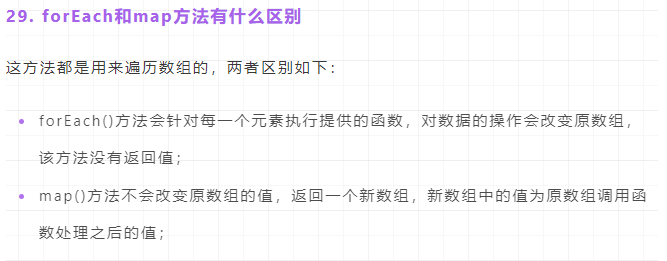 29. forEach和map方法有什么区别
这方法都是用来遍历数组的，两者区别如下：
• forEach()方法会针对每一个元素执行提供的函数，对数据的操作会改变原数组，
该方法没有返回值；
• map()方法不会改变原数组的值，返回一个新数组，新数组中的值为原数组调用函
数处理之后的值；